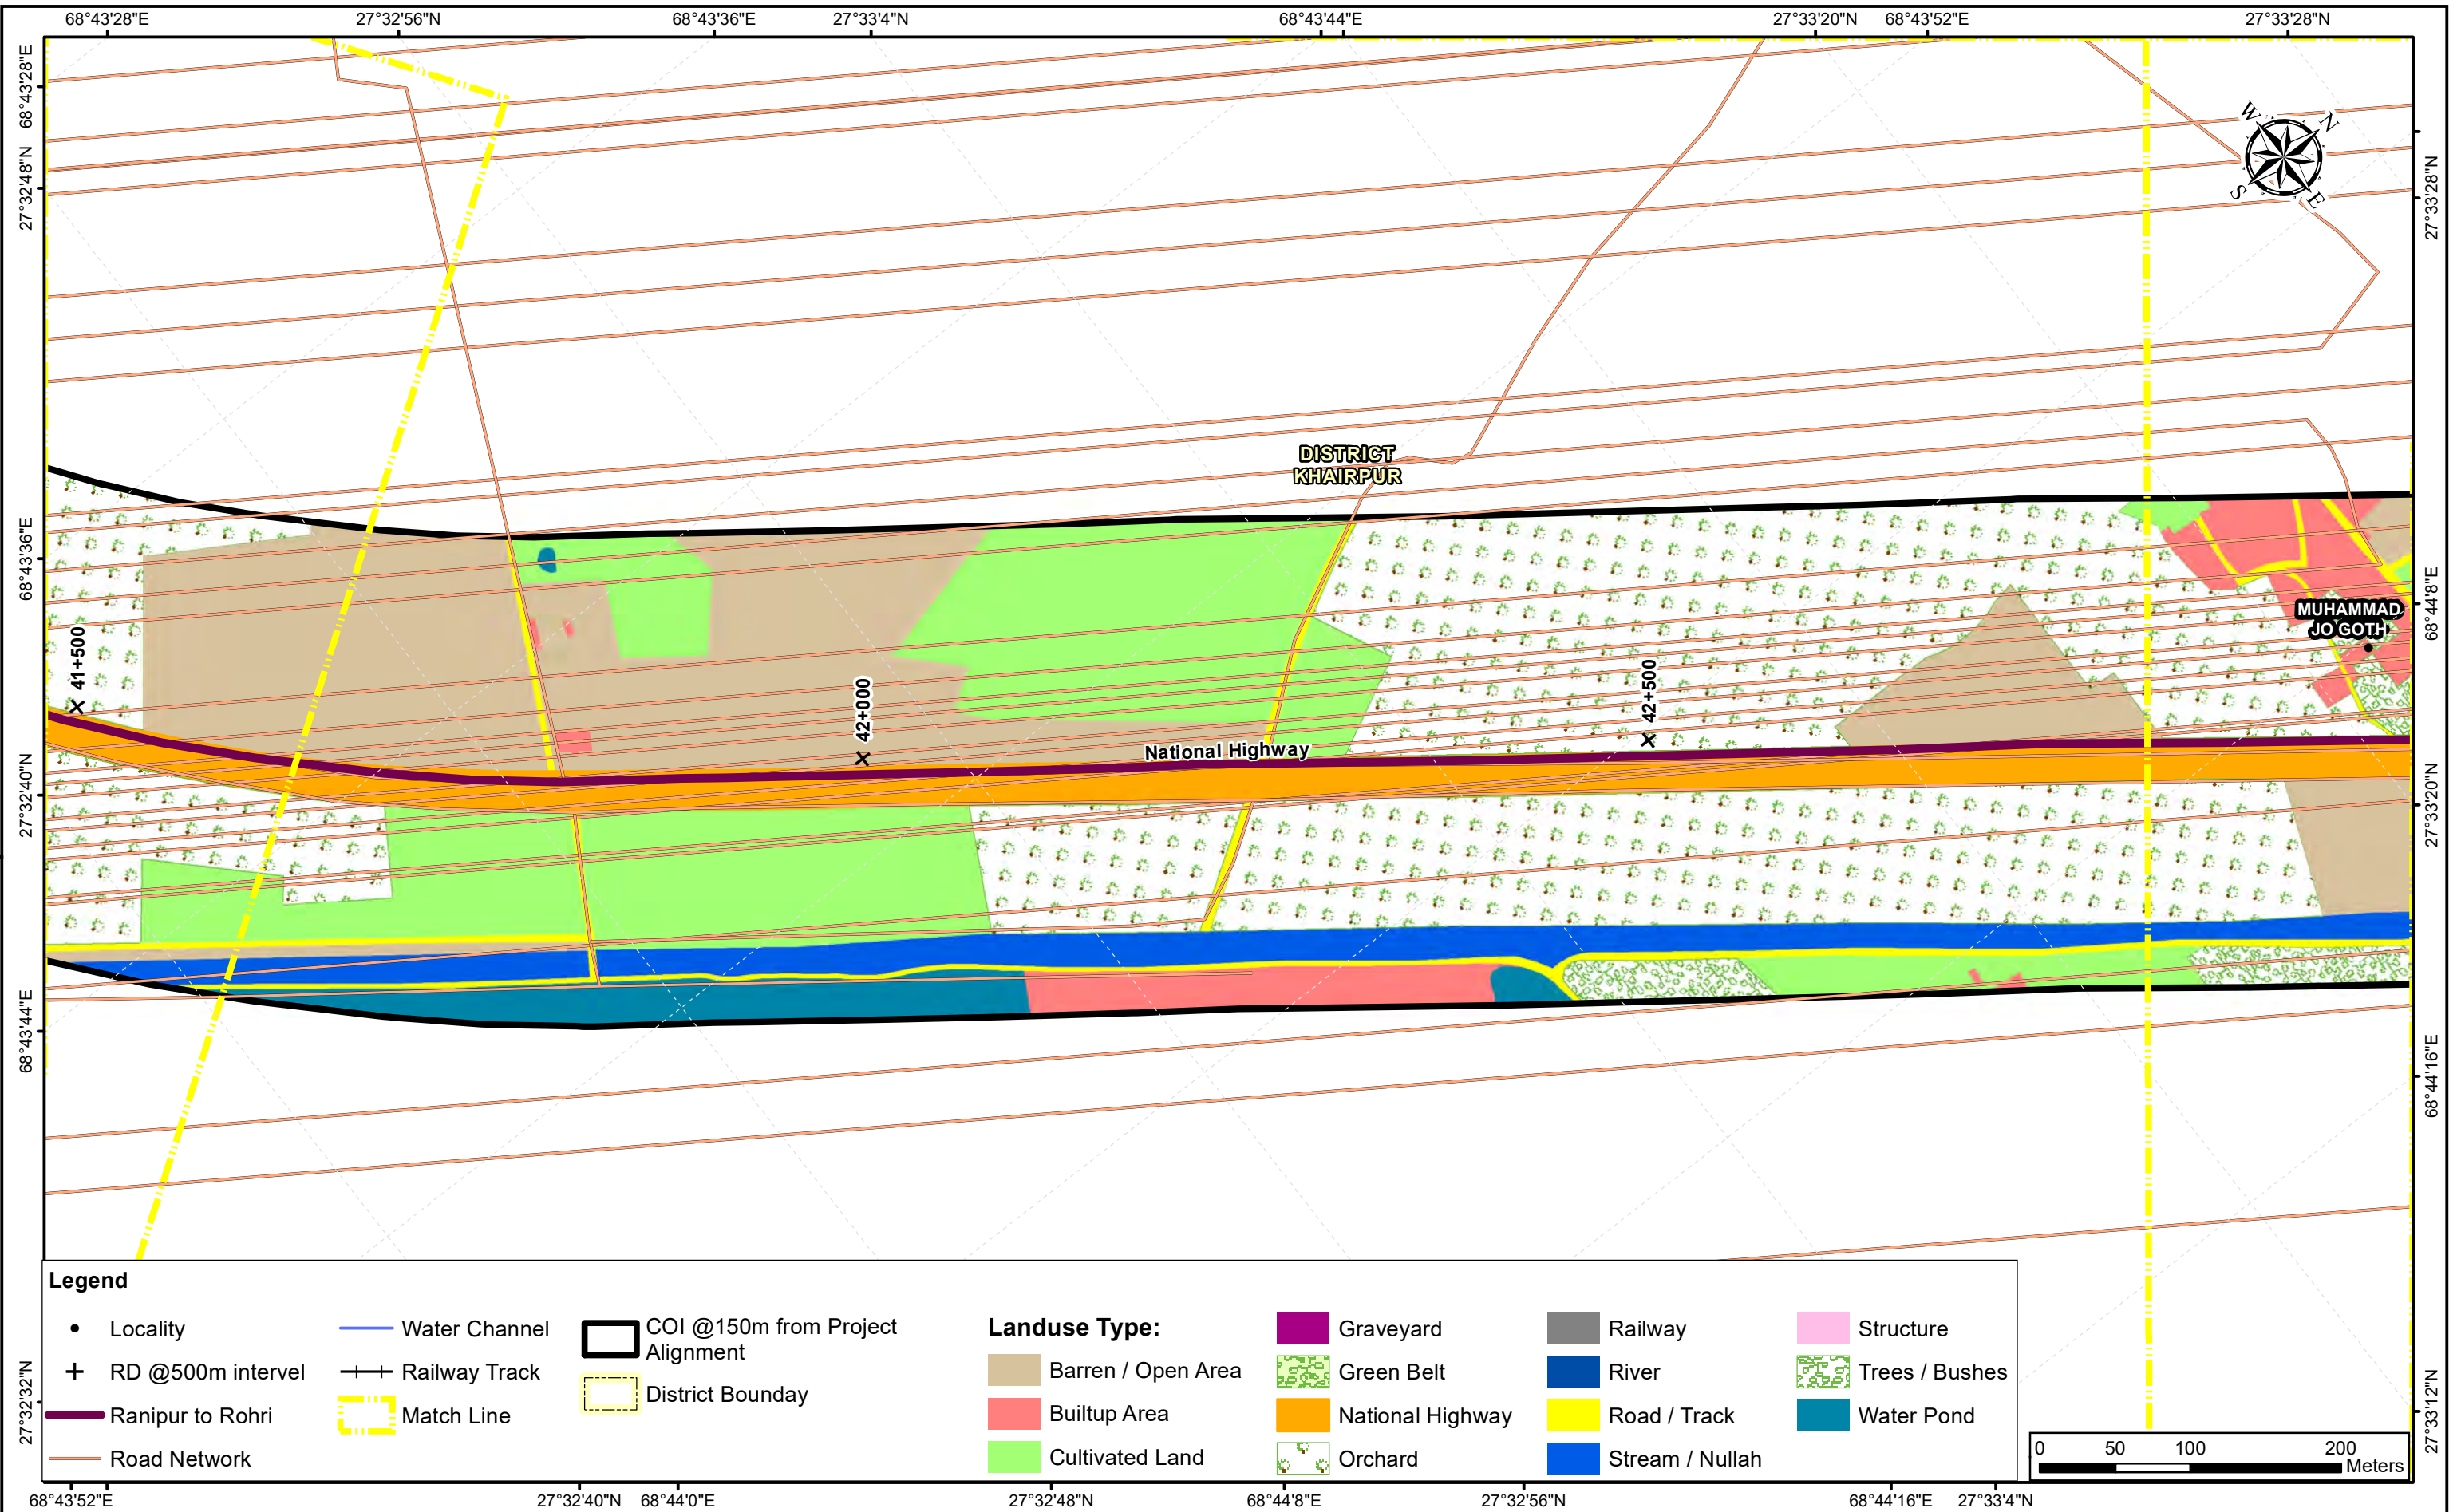 68°43'28"E 27°32'56"N 68°43'36"E 27°33'4"N 68°43'44"E 27°33'20"N 68°43'52"E 27°33'28"N
68°43'28"E
27°32'48"N
68°43'36"E
27°32'40"N
68°43'44"E
27°32'32"N
W N
S E
27°33'28"N
68°44'8"E
27°33'20"N
68°44'16"E
27°33'12"N
DISTRICT
KHAIRPUR
MUHAMMAD
JO GOTH
41+500
42+000
42+500
National Highway
Legend
Locality
RD @500m intervel
Ranipur to Rohri
Road Network
Water Channel
Railway Track
Match Line
COI @150m from Project
Alignment
District Bounday
Landuse Type:
Barren / Open Area
Builtup Area
Cultivated Land
Graveyard
Green Belt
National Highway
Orchard
Railway
River
Road / Track
Stream / Nullah
Structure
Trees / Bushes
Water Pond
0 50 100 200
Meters
68°43'52"E 27°32'40"N 68°44'0"E 27°32'48"N 68°44'8"E 27°32'56"N 68°44'16"E 27°33'4"N